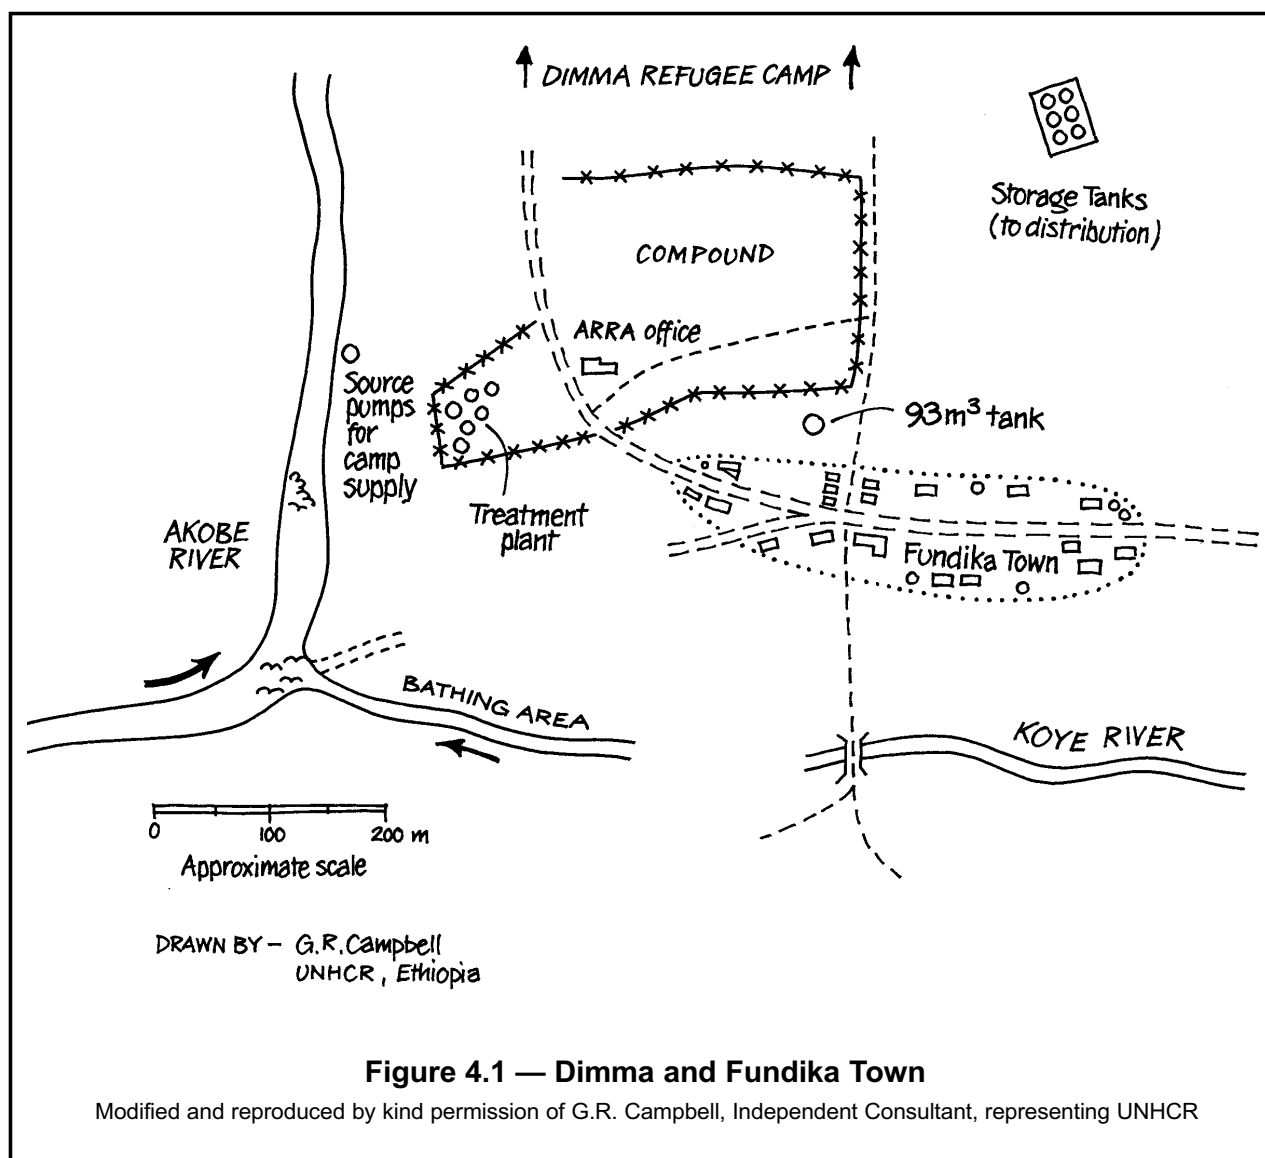 DIMMA REFUGEE CAMP
Storage Tanks
(to distribution)
COMPOUND
ARRA office
Source
pumps
for
camp
supply
93m³ tank
Treatment
plant
AKOBE
RIVER
Fundika Town
BATHING AREA
KOYE RIVER
0 100 200 m
Approximate scale
DRAWN BY – G.R. Campbell
UNHCR, Ethiopia
Figure 4.1 — Dimma and Fundika Town
Modified and reproduced by kind permission of G.R. Campbell, Independent Consultant, representing UNHCR